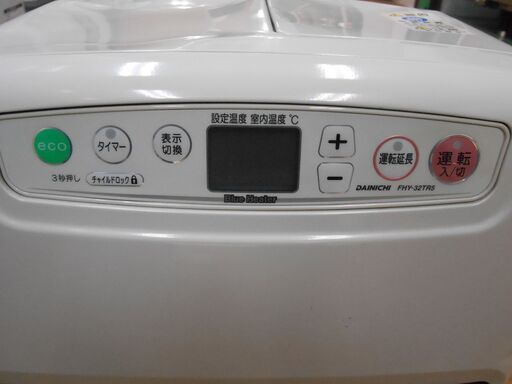 設定温度 室内温度 ℃
eco
タイマー
表示
切換
+
運転延長
運転
入/切
3秒押し
チャイルドロック
−
DAINICHI FHY-32TR5
Blue Heater